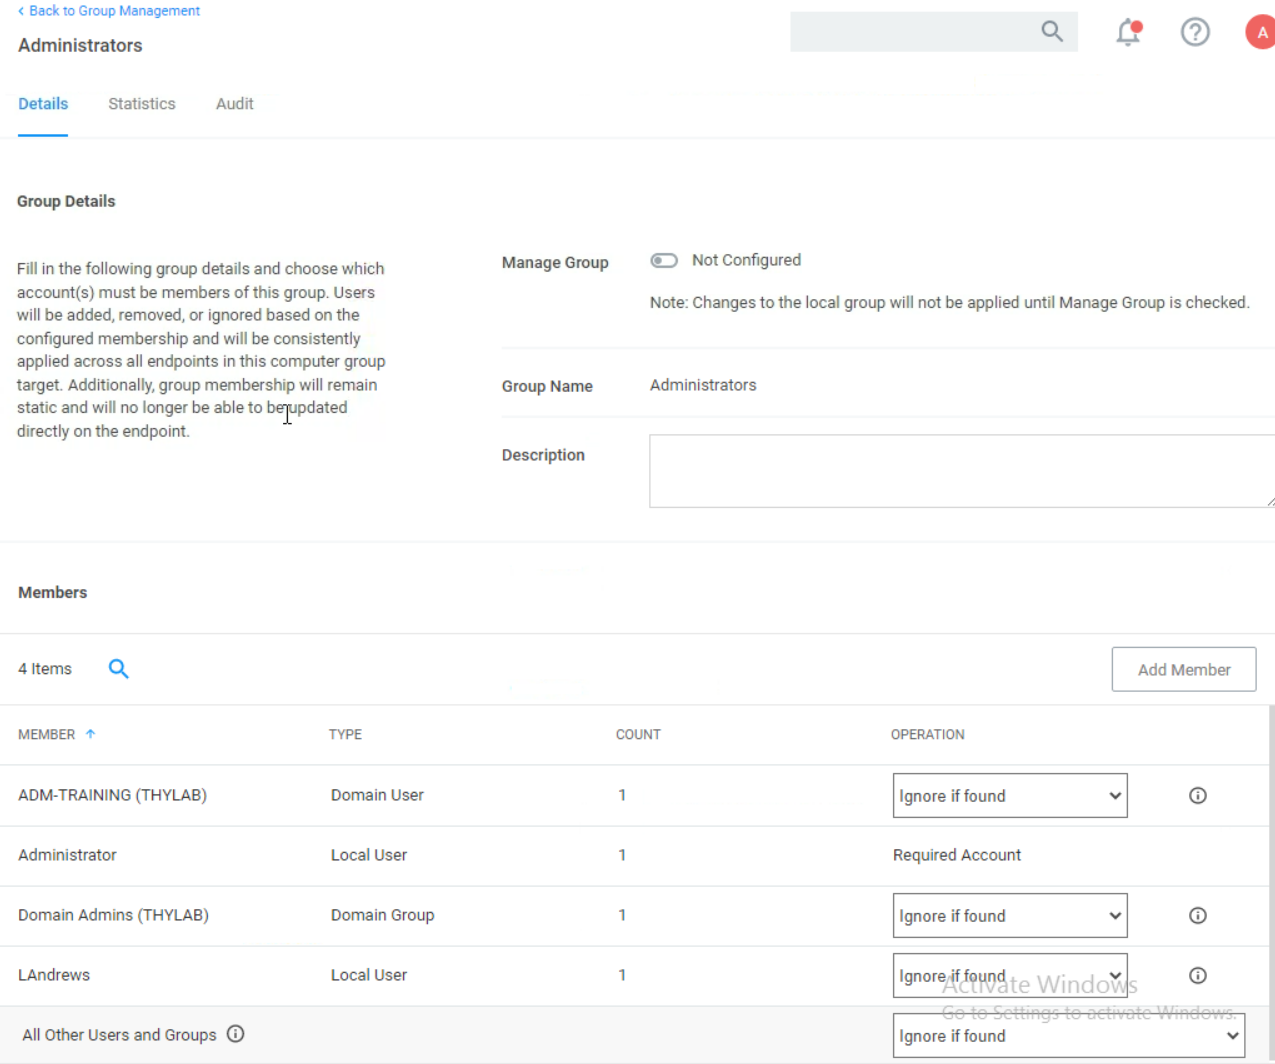 Back to Group Management
Administrators
A
Details Statistics Audit
Group Details
Fill in the following group details and choose which
account(s) must be members of this group. Users
will be added, removed, or ignored based on the
configured membership and will be consistently
applied across all endpoints in this computer group
target. Additionally, group membership will remain
static and will no longer be able to be updated
directly on the endpoint.
Manage Group Not Configured
Note: Changes to the local group will not be applied until Manage Group is checked.
Group Name Administrators
Description
Members
4 Items Add Member
MEMBER TYPE COUNT OPERATION
ADM-TRAINING (THYLAB) Domain User 1 Ignore if found
Administrator Local User 1 Required Account
Domain Admins (THYLAB) Domain Group 1 Ignore if found
LAndrews Local User 1 Ignore if found
Activate Windows
Go to Settings to activate Windows.
All Other Users and Groups Ignore if found